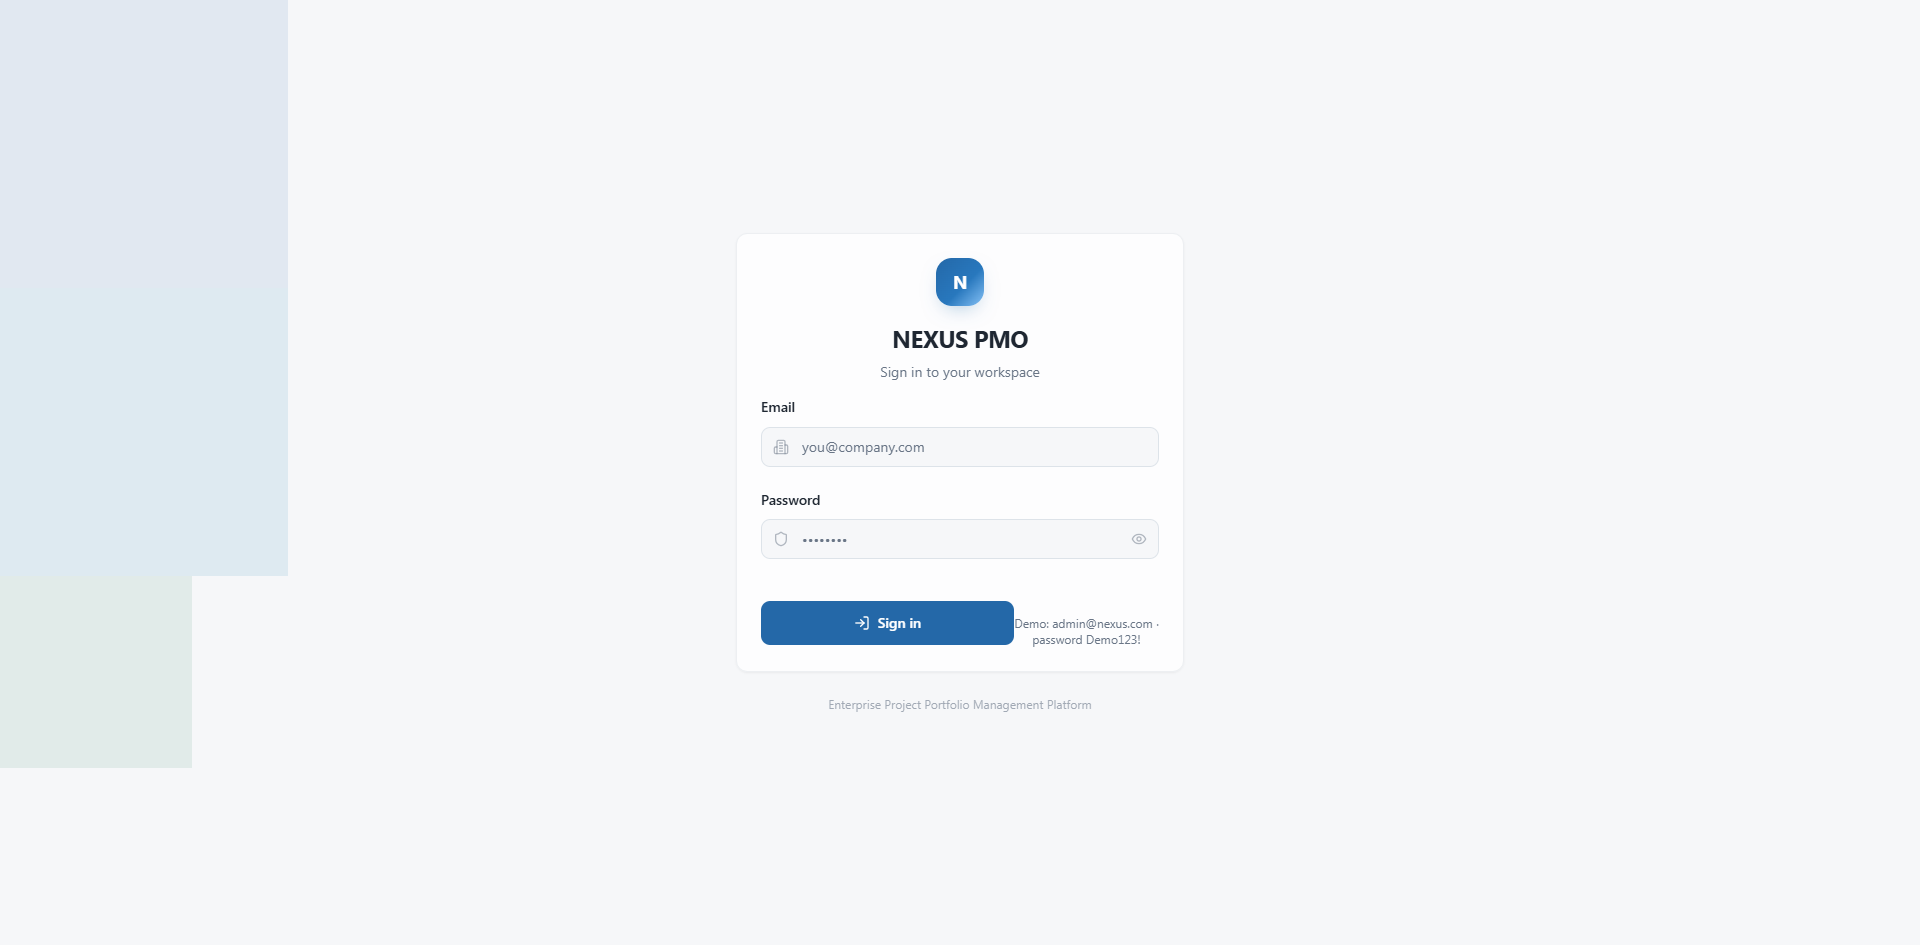 N
NEXUS PMO
Sign in to your workspace
Email
you@company.com
Password
••••••••
Sign in
Demo: admin@nexus.com ·
password Demo123!
Enterprise Project Portfolio Management Platform